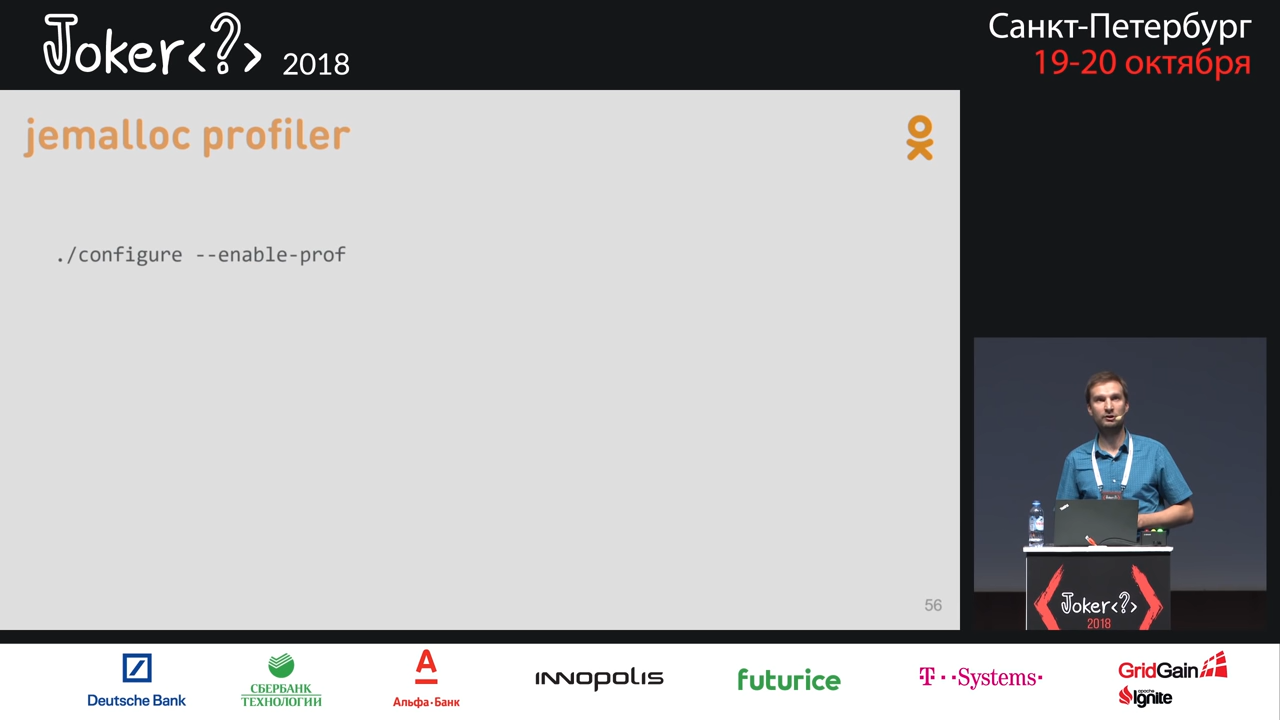 Joker<?> 2018
Санкт-Петербург
19-20 октября
jemalloc profiler
./configure --enable-prof
56
Joker<?>
2018
Deutsche Bank
СБЕРБАНК
ТЕХНОЛОГИИ
А
Альфа·Банк
INNOPOLIS
futurice
T··Systems·
GridGain
apache
Ignite